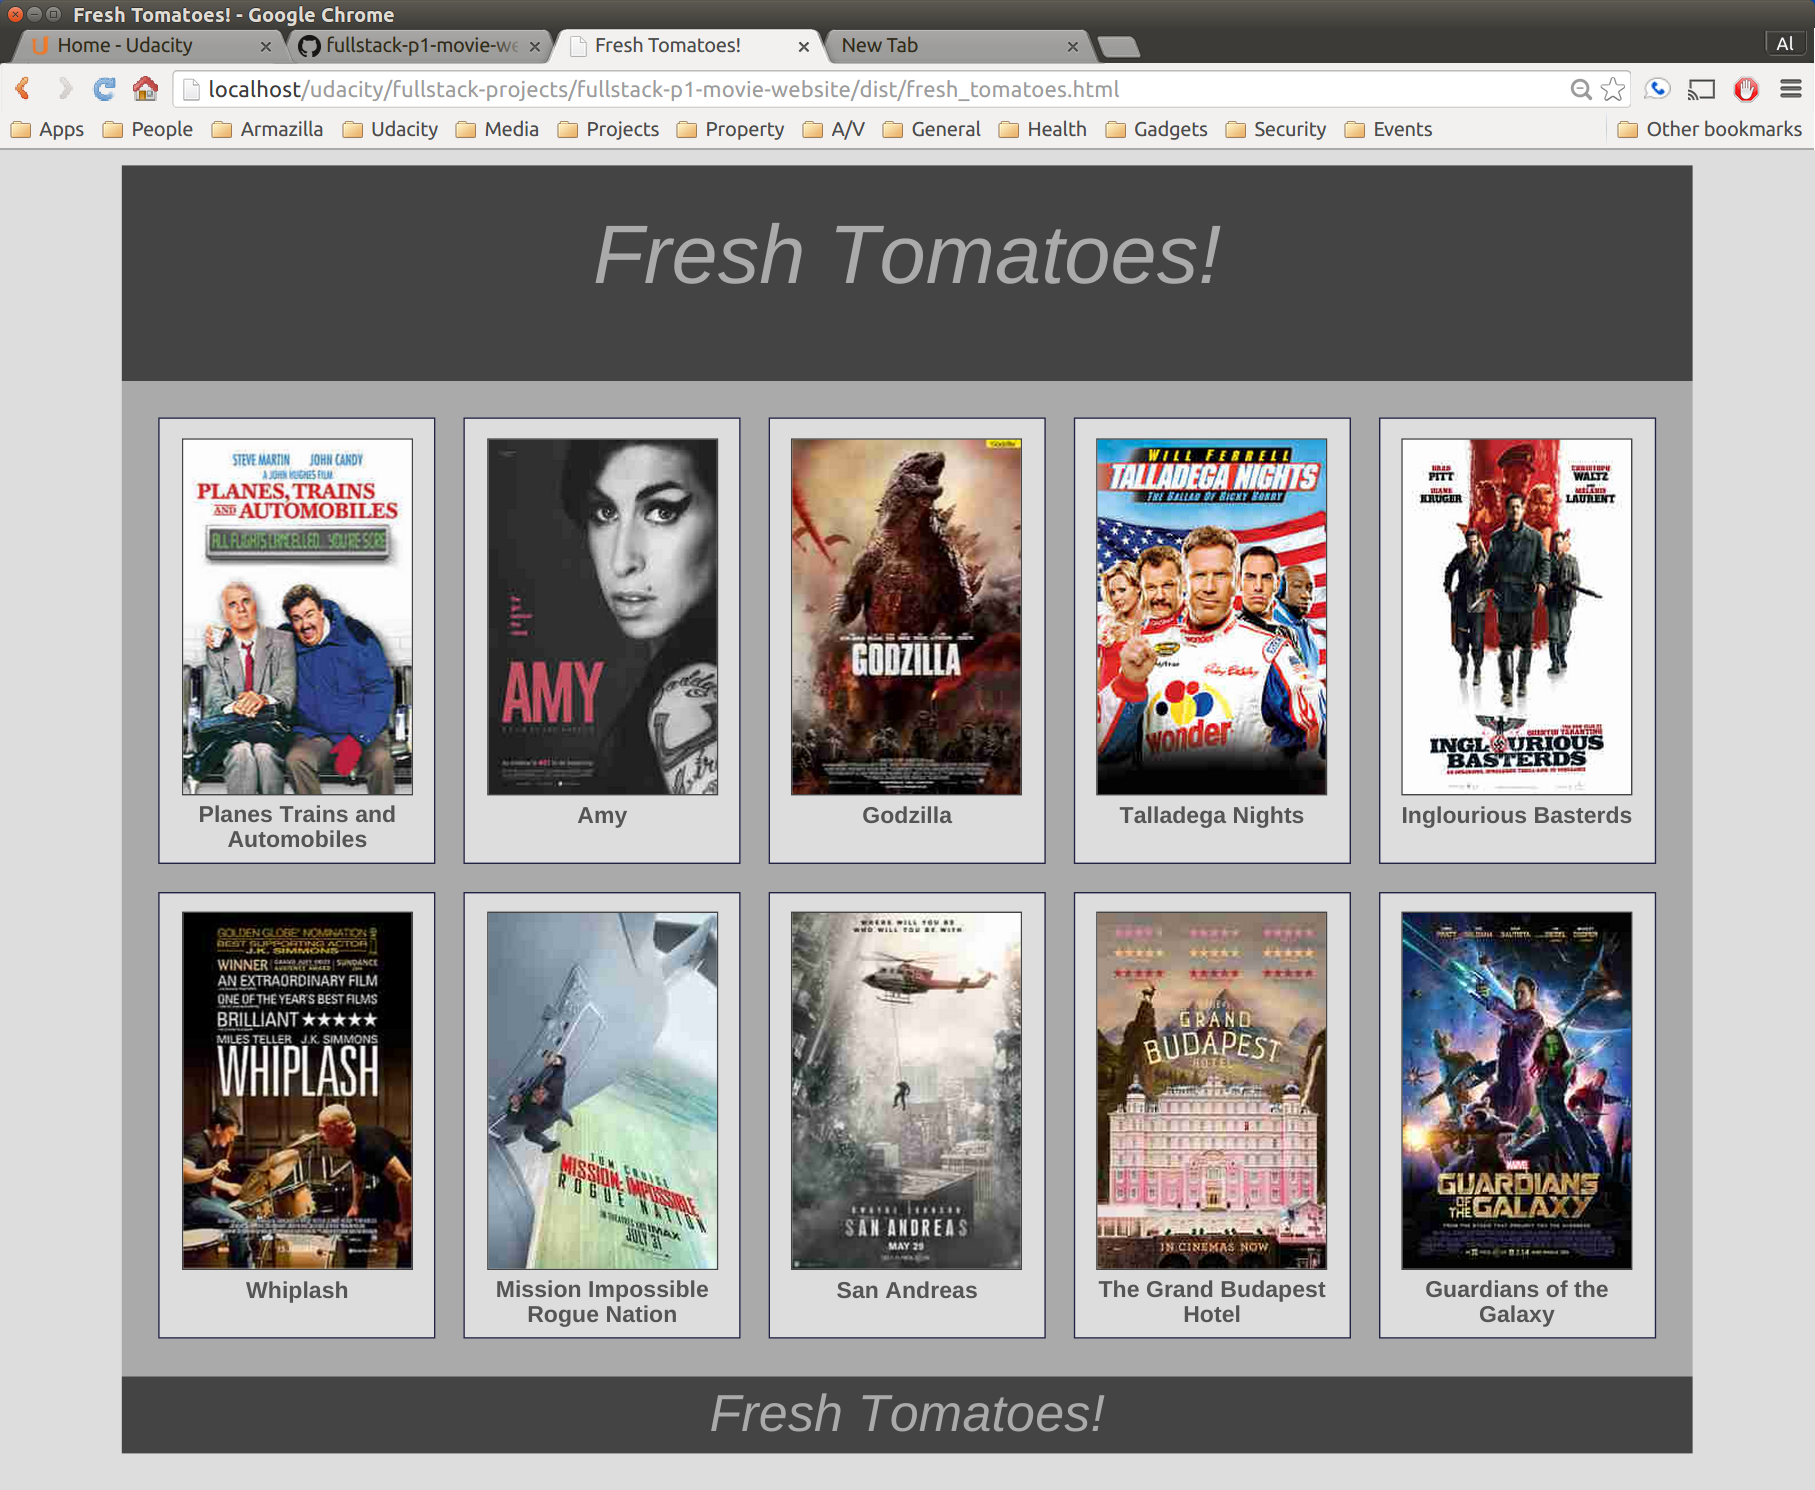 Fresh Tomatoes! - Google Chrome
Home - Udacity
fullstack-p1-movie-we
Fresh Tomatoes!
New Tab
Al
localhost/udacity/fullstack-projects/fullstack-p1-movie-website/dist/fresh_tomatoes.html
Apps People Armazilla Udacity Media Projects Property A/V General Health Gadgets Security Events Other bookmarks
Fresh Tomatoes!
STEVE MARTIN JOHN CANDY
A JOHN HUGHES FILM
PLANES, TRAINS
AND AUTOMOBILES
ALL FLIGHTS CANCELLED. YOU'RE SCRE
Planes Trains and
Automobiles
AMY
Amy
GODZILLA
Godzilla
WILL FERRELL
TALLADEGA NIGHTS
THE BALLAD OF RICKY BOBBY
wonder
Talladega Nights
BRAD
PITT
DIANE
KRUGER
CHRISTOPH
WALTZ
MELANIE
LAURENT
QUENTIN TARANTINO
INGLOURIOUS
BASTERDS
Inglourious Basterds
GOLDEN GLOBE NOMINATION
BEST SUPPORTING ACTOR
J.K. SIMMONS
WINNER GRAND JURY PRIZE SUNDANCE
AUDIENCE AWARD
AN EXTRAORDINARY FILM
ONE OF THE YEAR'S BEST FILMS
BRILLIANT ★★★★★
MILES TELLER J.K. SIMMONS
WHIPLASH
Whiplash
TOM CRUISE
MISSION: IMPOSSIBLE
ROGUE NATION
IN THEATRES AND IMAX
JULY 31
Mission Impossible
Rogue Nation
WHERE WILL YOU BE
WHO WILL YOU BE WITH
DWAYNE JOHNSON
SAN ANDREAS
MAY 29
San Andreas
THE
GRAND
BUDAPEST
HOTEL
IN CINEMAS NOW
The Grand Budapest
Hotel
MARVEL
GUARDIANS
OF THE GALAXY
Guardians of the
Galaxy
Fresh Tomatoes!